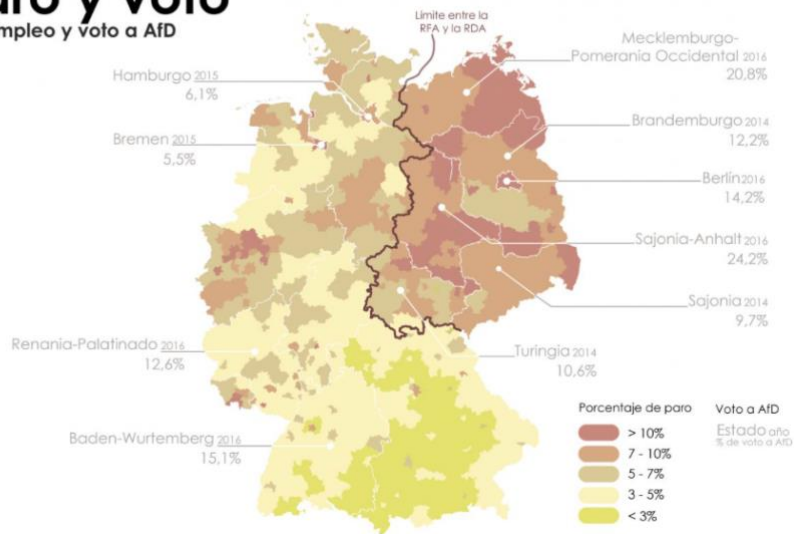 y voto
mpleo y voto a AfD
Límite entre la
RFA y la RDA
Mecklemburgo-
Pomerania Occidental 2016
20,8%
Hamburgo 2015
6,1%
Brandemburgo 2014
12,2%
Bremen 2015
5,5%
Berlín 2016
14,2%
Sajonia-Anhalt 2016
24,2%
Sajonia 2014
9,7%
Renania-Palatinado 2016
12,6%
Turingia 2014
10,6%
Baden-Wurtemberg 2016
15,1%
Porcentaje de paro
> 10%
7 - 10%
5 - 7%
3 - 5%
< 3%
Voto a AfD
Estado año
% de voto a AfD